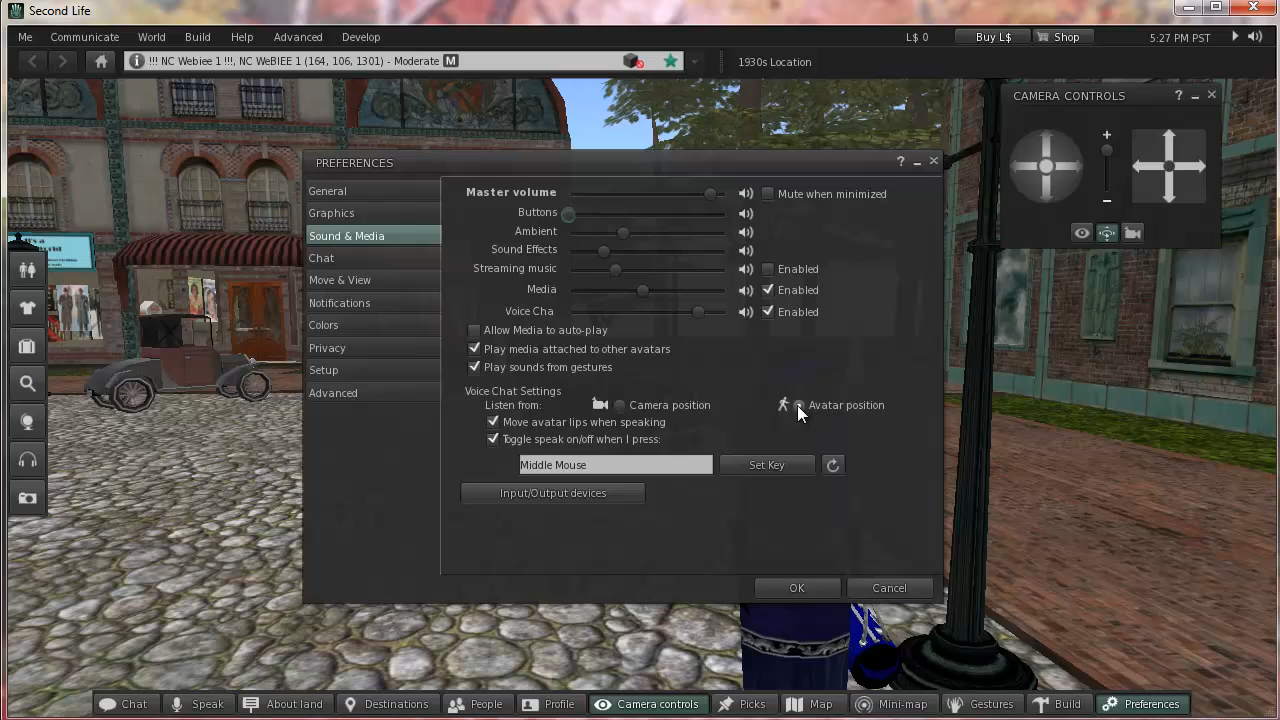 Second Life
Me Communicate World Build Help Advanced Develop L$ 0 Buy L$ Shop 5:27 PM PST
!!! NC Webiee 1 !!!, NC WeBIEE 1 (164, 106, 1301) - Moderate M 1930s Location
CAMERA CONTROLS ?
PREFERENCES ?
General
Graphics
Sound & Media
Chat
Move & View
Notifications
Colors
Privacy
Setup
Advanced
Master volume Mute when minimized
Buttons
Ambient
Sound Effects
Streaming music Enabled
Media Enabled
Voice Cha Enabled
Allow Media to auto-play
Play media attached to other avatars
Play sounds from gestures
Voice Chat Settings
Listen from: Camera position Avatar position
Move avatar lips when speaking
Toggle speak on/off when I press:
Middle Mouse Set Key
Input/Output devices
OK Cancel
Chat Speak About land Destinations People Profile Camera controls Picks Map Mini-map Gestures Build Preferences